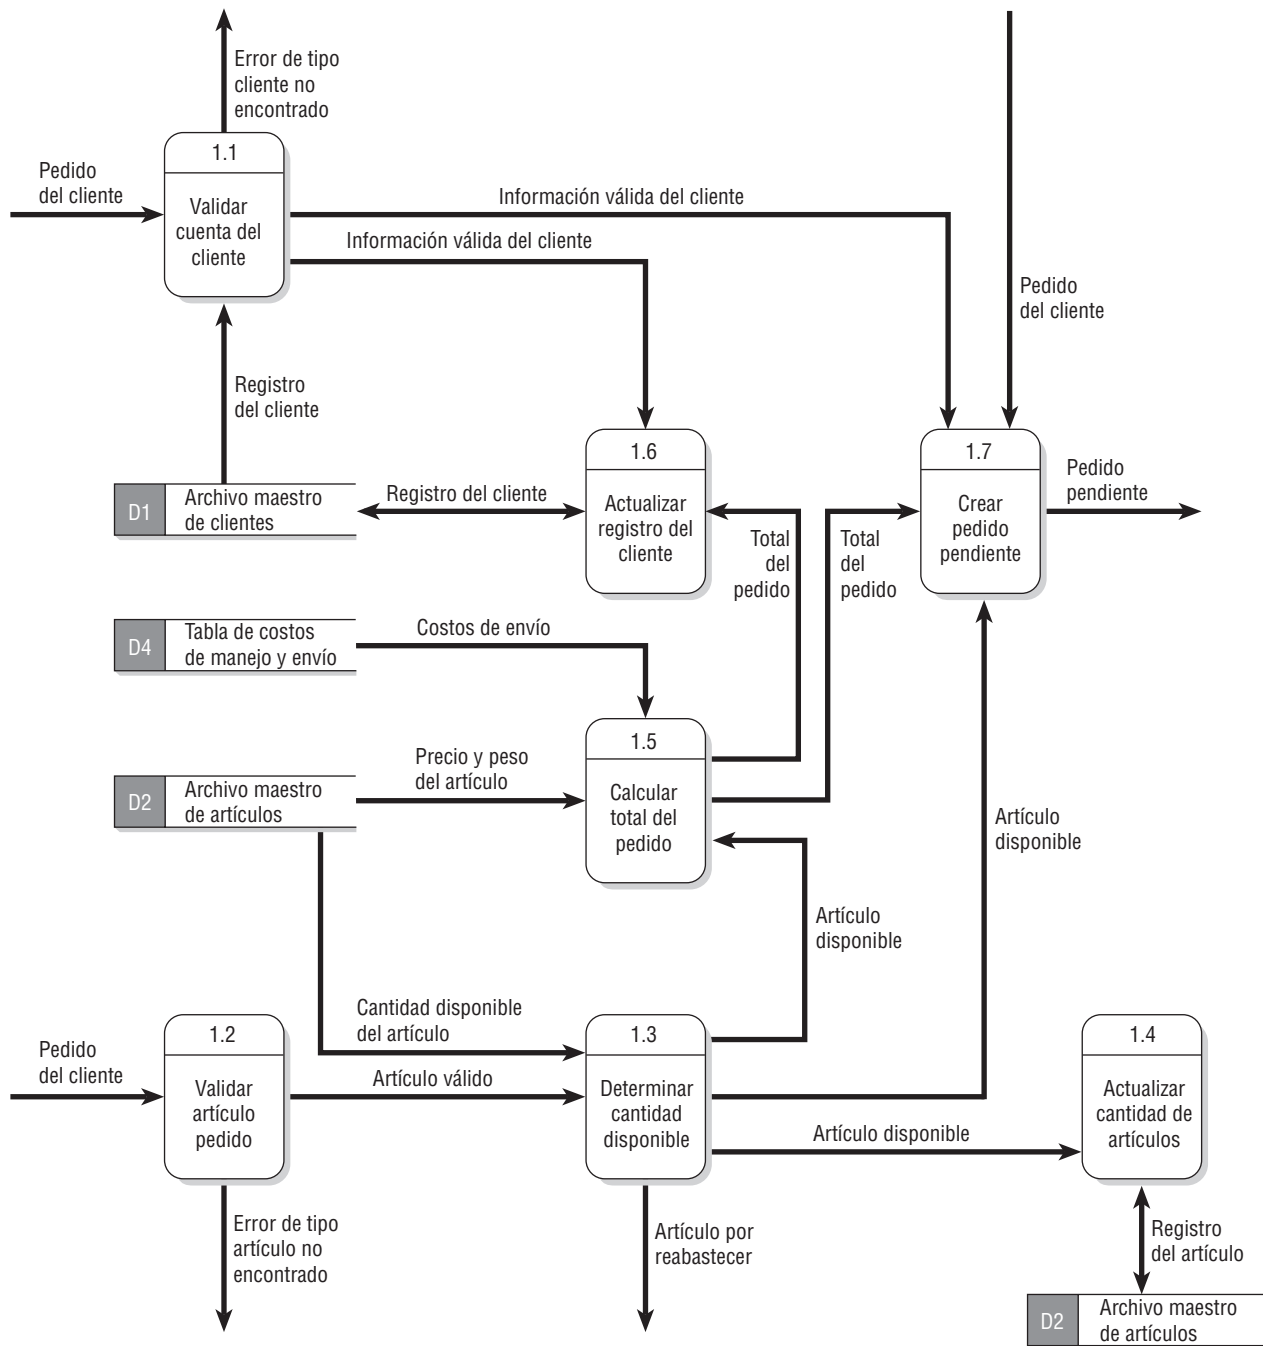 Error de tipo
cliente no
encontrado
1.1
Validar
cuenta del
cliente
Pedido
del cliente
Información válida del cliente
Información válida del cliente
Pedido
del cliente
Registro
del cliente
D1
Archivo maestro
de clientes
Registro del cliente
1.6
Actualizar
registro del
cliente
1.7
Crear
pedido
pendiente
Pedido
pendiente
Total
del
pedido
Total
del
pedido
D4
Tabla de costos
de manejo y envío
Costos de envío
D2
Archivo maestro
de artículos
Precio y peso
del artículo
1.5
Calcular
total del
pedido
Artículo
disponible
Artículo
disponible
Cantidad disponible
del artículo
Pedido
del cliente
1.2
Validar
artículo
pedido
Artículo válido
1.3
Determinar
cantidad
disponible
Artículo disponible
1.4
Actualizar
cantidad de
artículos
Error de tipo
artículo no
encontrado
Artículo por
reabastecer
Registro
del artículo
D2
Archivo maestro
de artículos